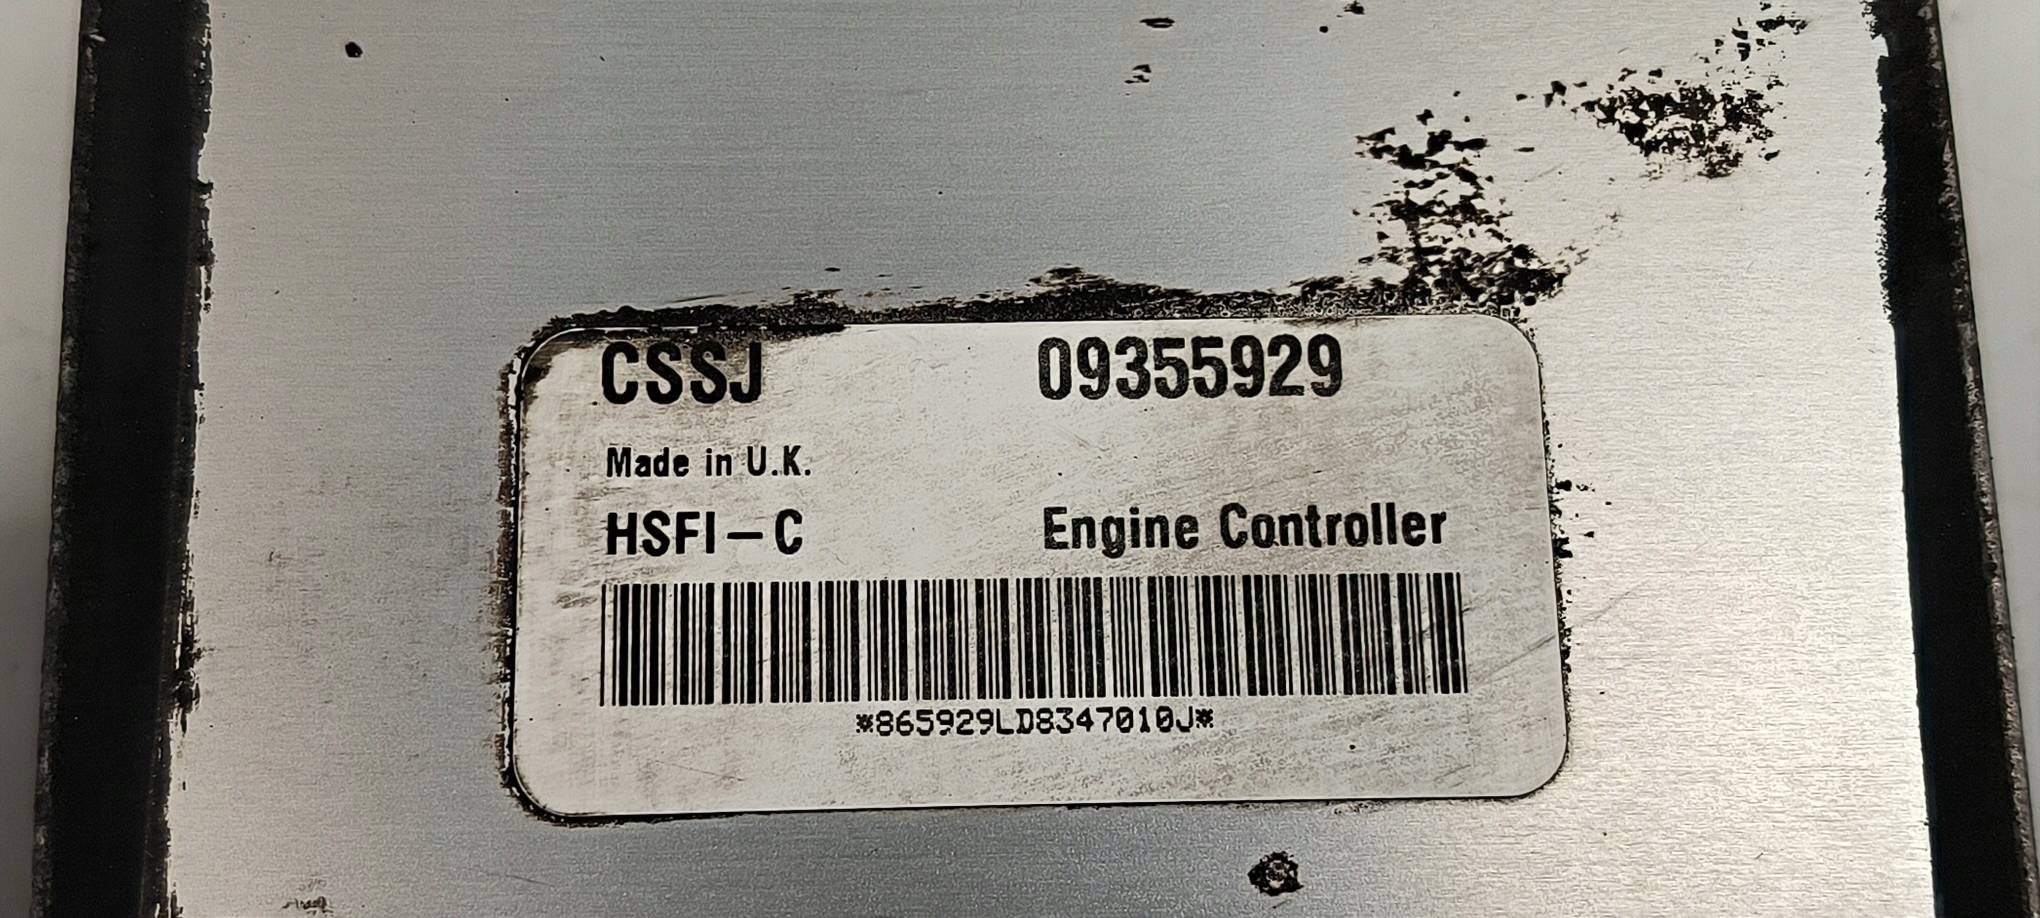 CSSJ 09355929
Made in U.K.
HSFI-C Engine Controller
*865929LD8347010J*